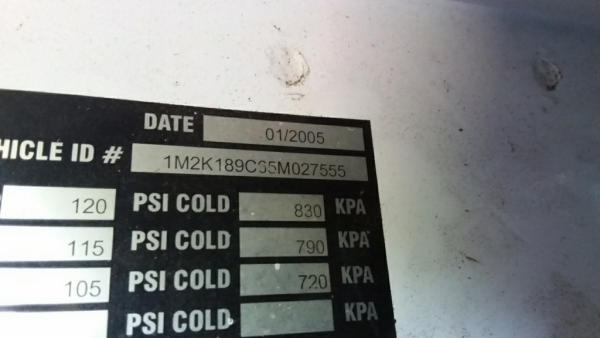 DATE 01/2005
HICLE ID # 1M2K189C65M027555
120 PSI COLD 830 KPA
115 PSI COLD 790 KPA
105 PSI COLD 720 KPA
PSI COLD KPA